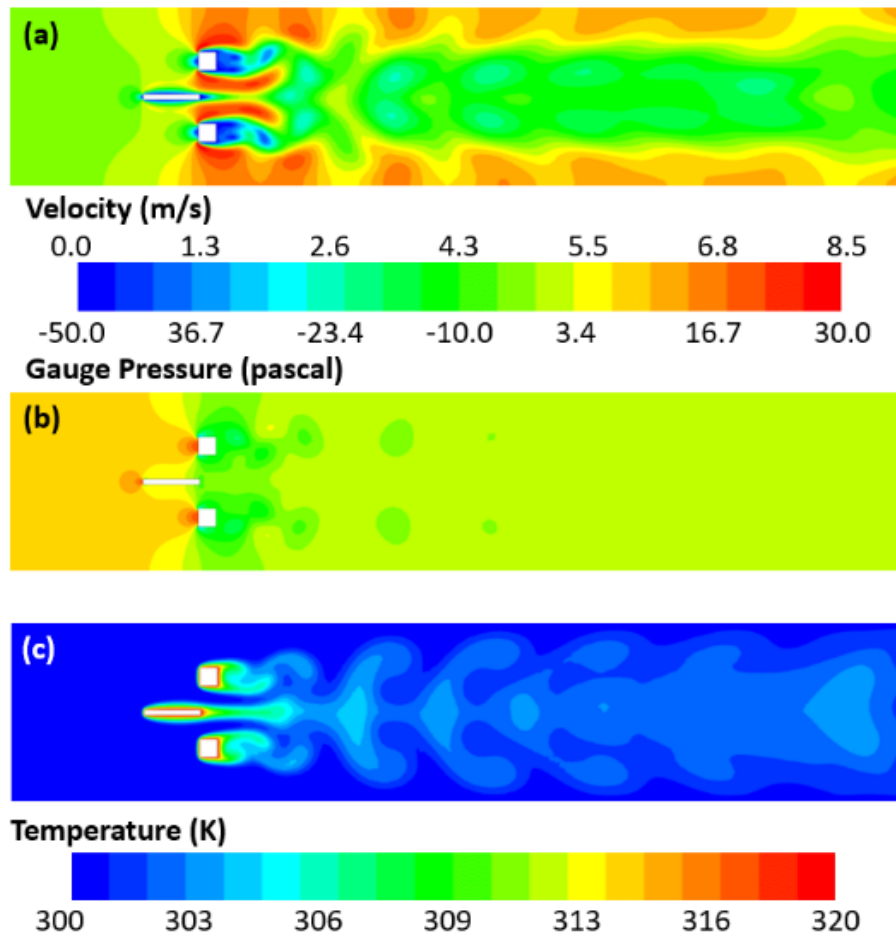 (a)
Velocity (m/s)
0.0 1.3 2.6 4.3 5.5 6.8 8.5
-50.0 36.7 -23.4 -10.0 3.4 16.7 30.0
Gauge Pressure (pascal)
(b)
(c)
Temperature (K)
300 303 306 309 313 316 320